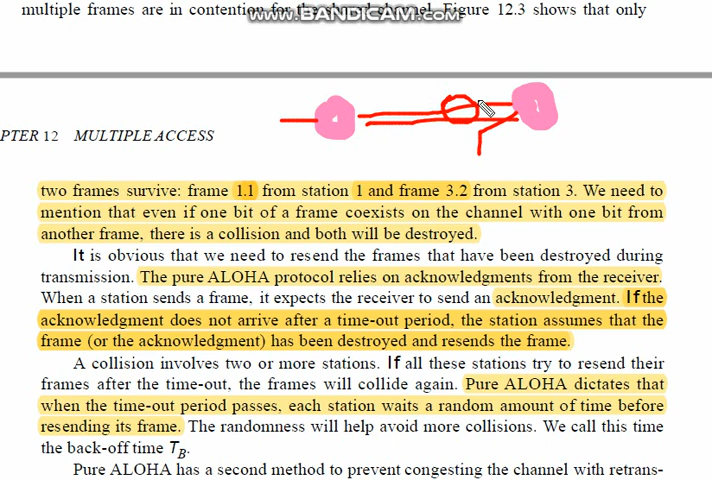 multiple frames are in contention for the shared channel. Figure 12.3 shows that only
www.BANDICAM.com
PTER 12 MULTIPLE ACCESS
two frames survive: frame 1.1 from station 1 and frame 3.2 from station 3. We need to
mention that even if one bit of a frame coexists on the channel with one bit from
another frame, there is a collision and both will be destroyed.
It is obvious that we need to resend the frames that have been destroyed during
transmission. The pure ALOHA protocol relies on acknowledgments from the receiver.
When a station sends a frame, it expects the receiver to send an acknowledgment. If the
acknowledgment does not arrive after a time-out period, the station assumes that the
frame (or the acknowledgment) has been destroyed and resends the frame.
A collision involves two or more stations. If all these stations try to resend their
frames after the time-out, the frames will collide again. Pure ALOHA dictates that
when the time-out period passes, each station waits a random amount of time before
resending its frame. The randomness will help avoid more collisions. We call this time
the back-off time TB.
Pure ALOHA has a second method to prevent congesting the channel with retrans-